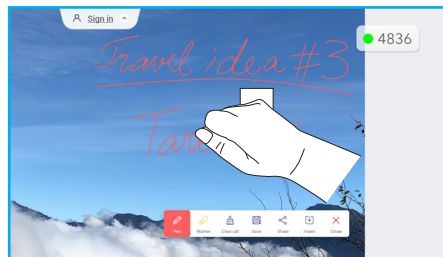 Sign in
4836
Travel idea #3
Pen Marker Clean all Save Share Insert Close